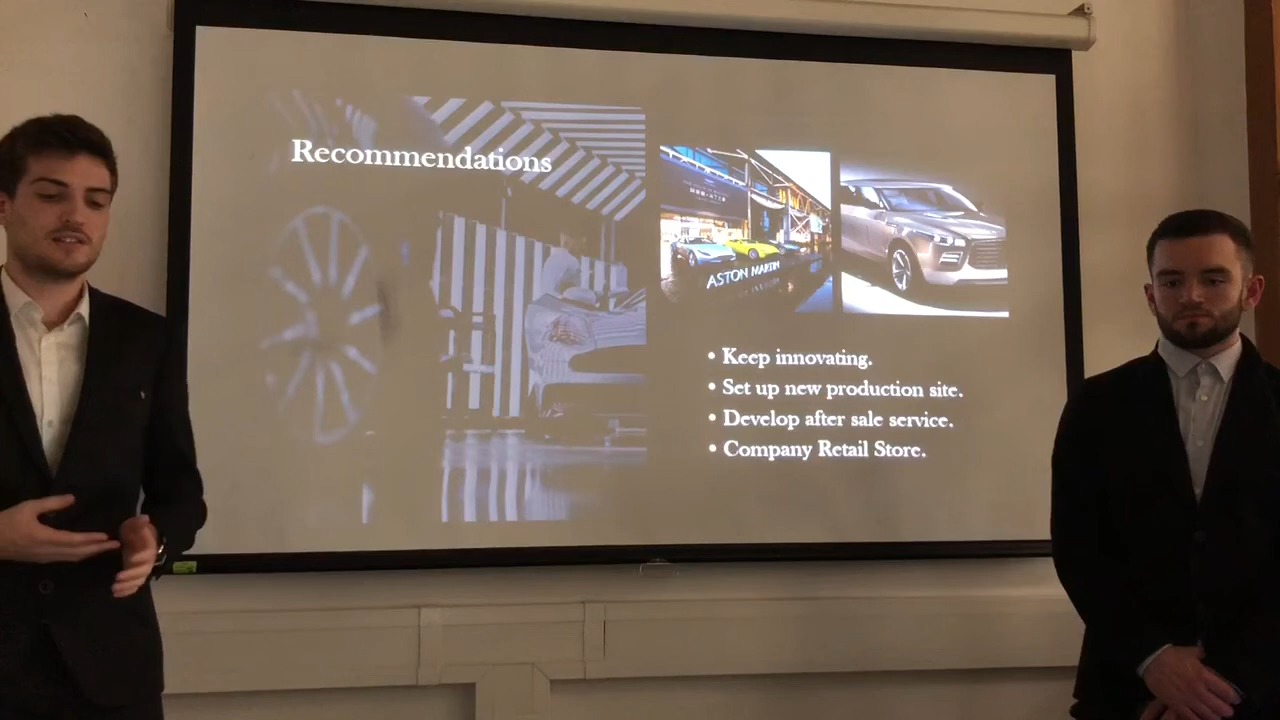 Recommendations
ASTON MARTIN
• Keep innovating.
• Set up new production site.
• Develop after sale service.
• Company Retail Store.